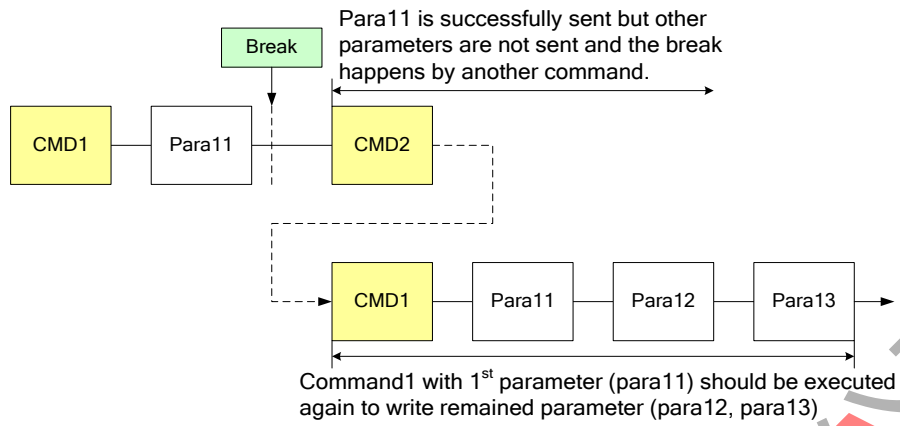 Para11 is successfully sent but other
parameters are not sent and the break
happens by another command.
Break
CMD1
Para11
CMD2
CMD1
Para11
Para12
Para13
Command1 with 1st parameter (para11) should be executed
again to write remained parameter (para12, para13)